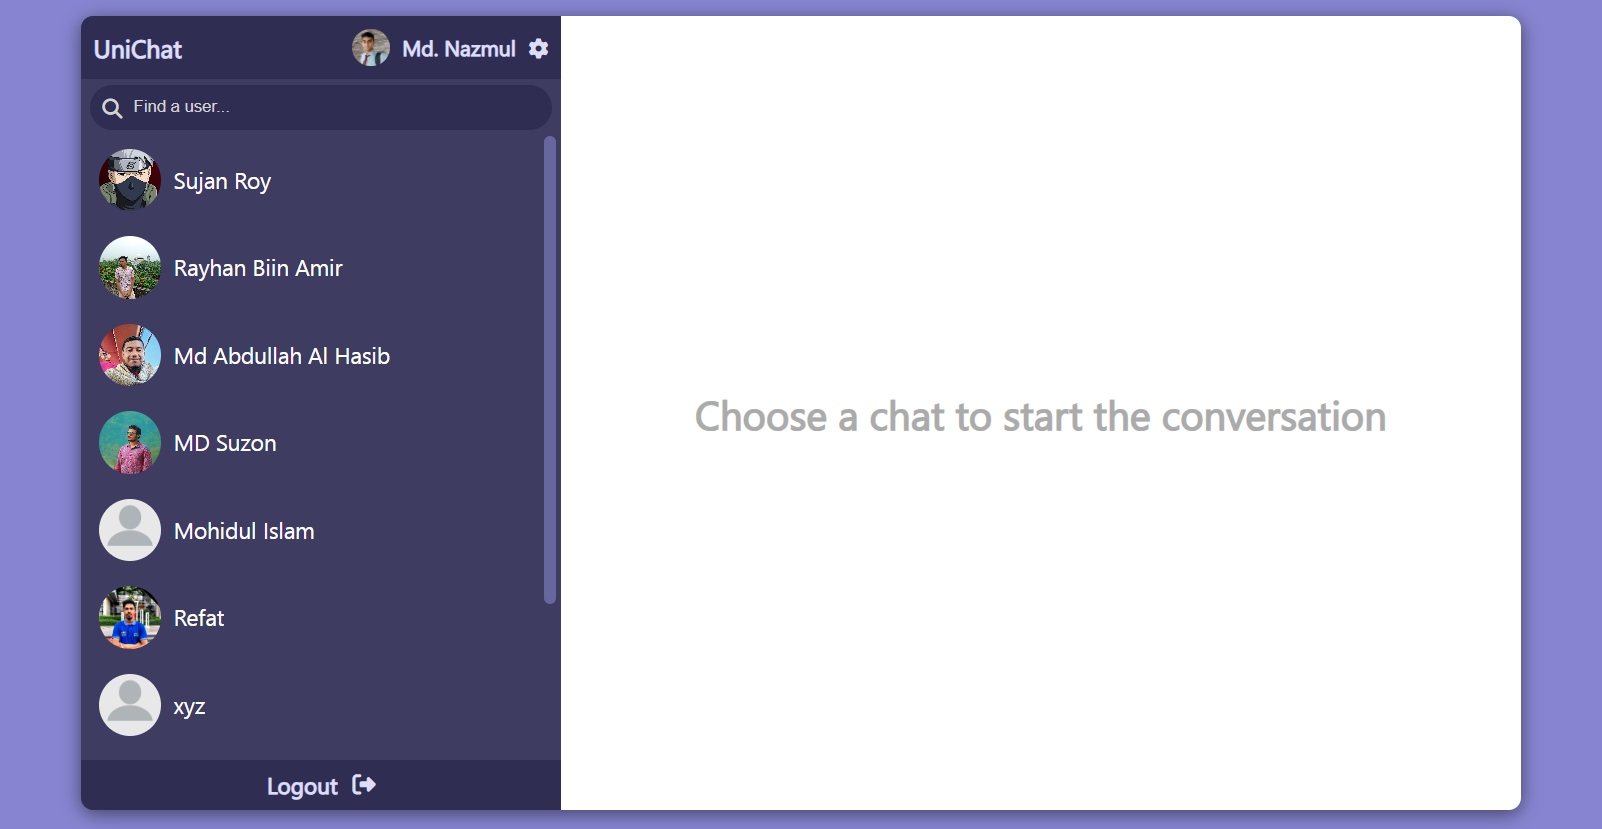 UniChat
Md. Nazmul
Find a user...
Sujan Roy
Rayhan Biin Amir
Md Abdullah Al Hasib
MD Suzon
Mohidul Islam
Refat
xyz
Logout
Choose a chat to start the conversation